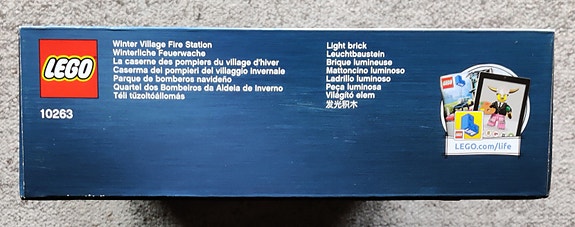 LEGO
10263
Winter Village Fire Station
Winterliche Feuerwache
La caserne des pompiers du village d'hiver
Caserma dei pompieri del villaggio invernale
Parque de bomberos navideño
Quartel dos Bombeiros da Aldeia de Inverno
Téli tűzoltóállomás
Light brick
Leuchtbaustein
Brique lumineuse
Mattoncino luminoso
Ladrillo luminoso
Peça luminosa
Világító elem
发光积木
LEGO.com/life